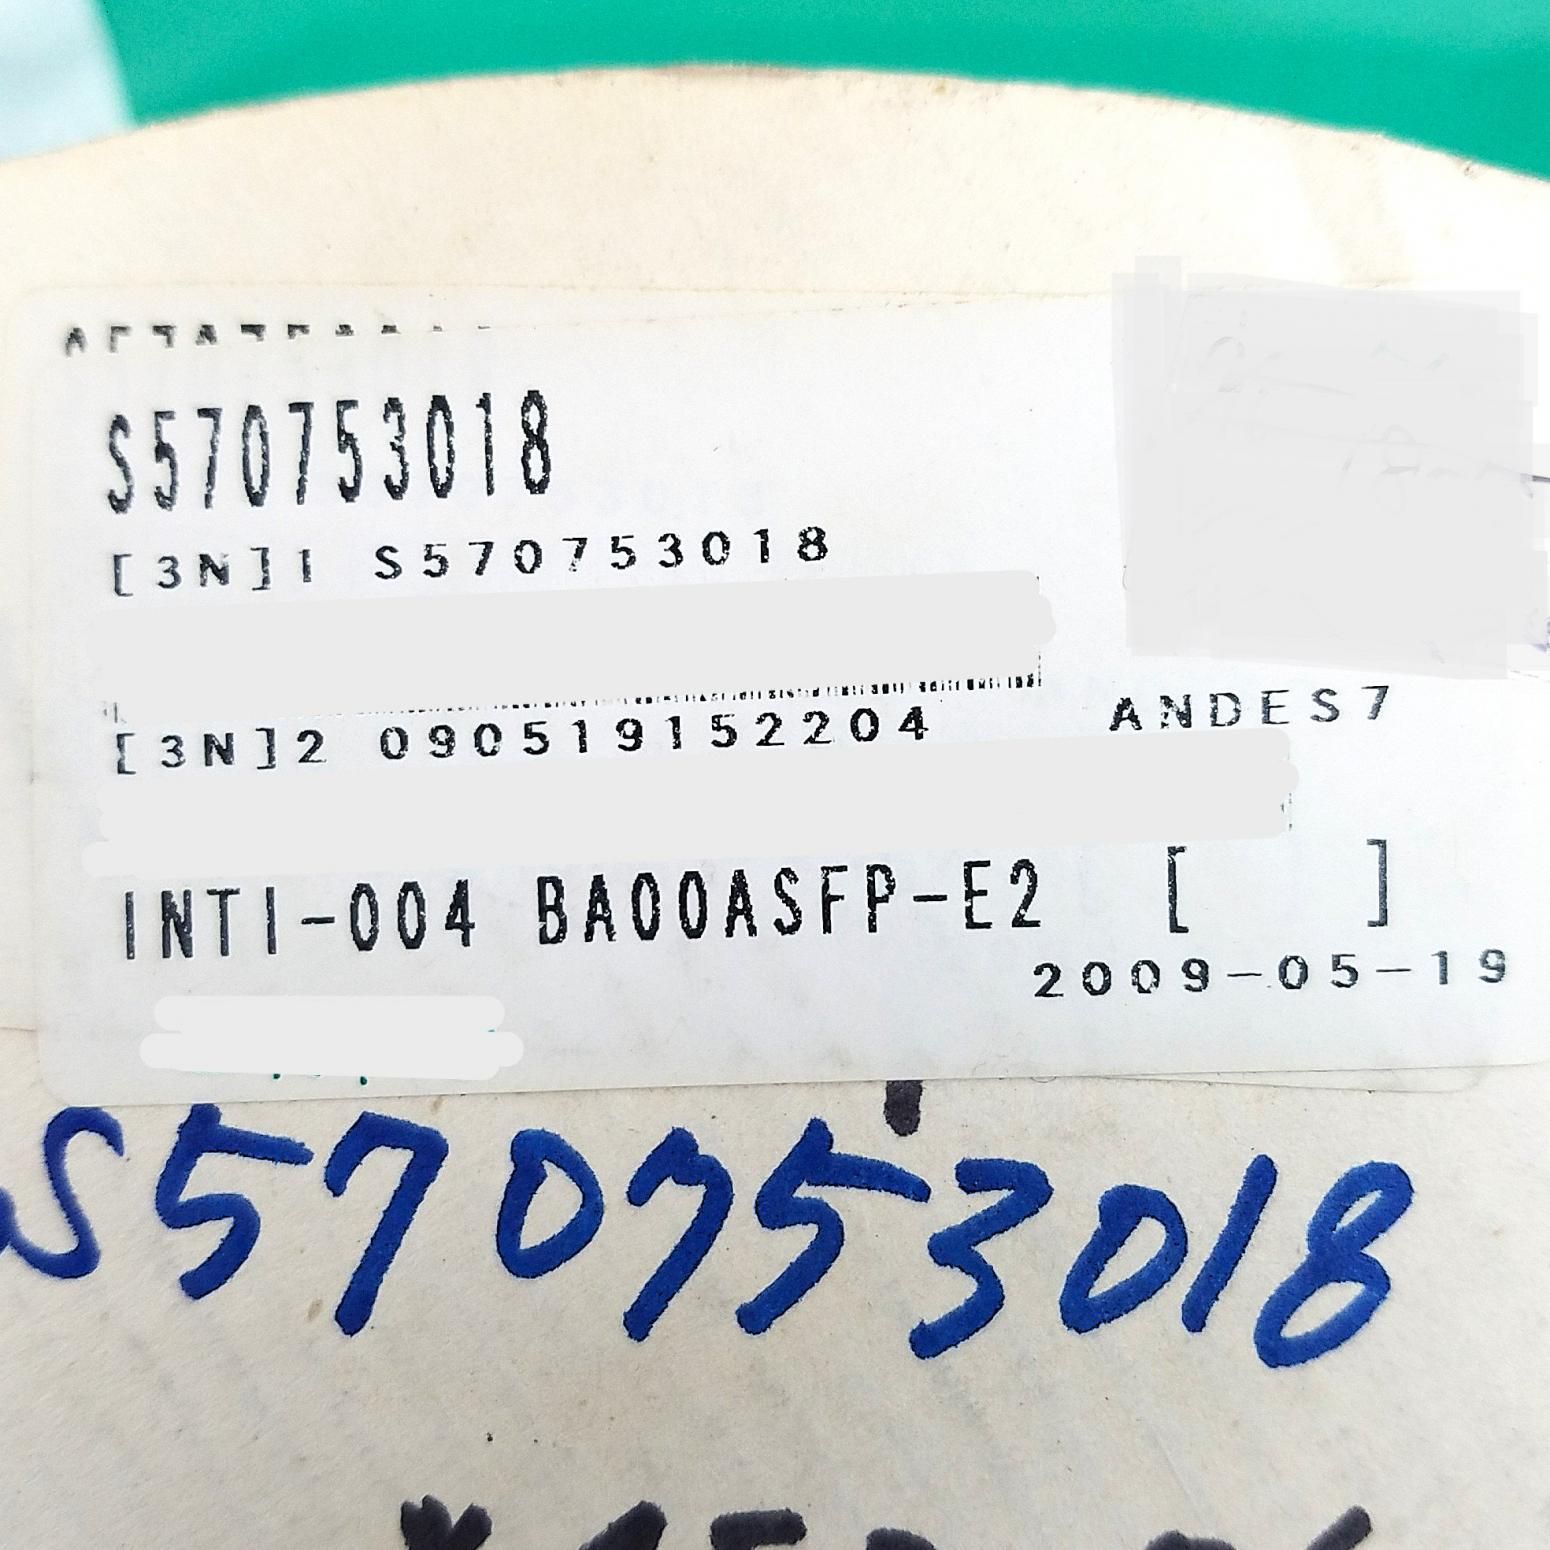 S570753018
[3N]1 S570753018
[3N]2 090519152204 ANDES7
INTI-004 BA00ASFP-E2 [ ]
2009-05-19
S570753018